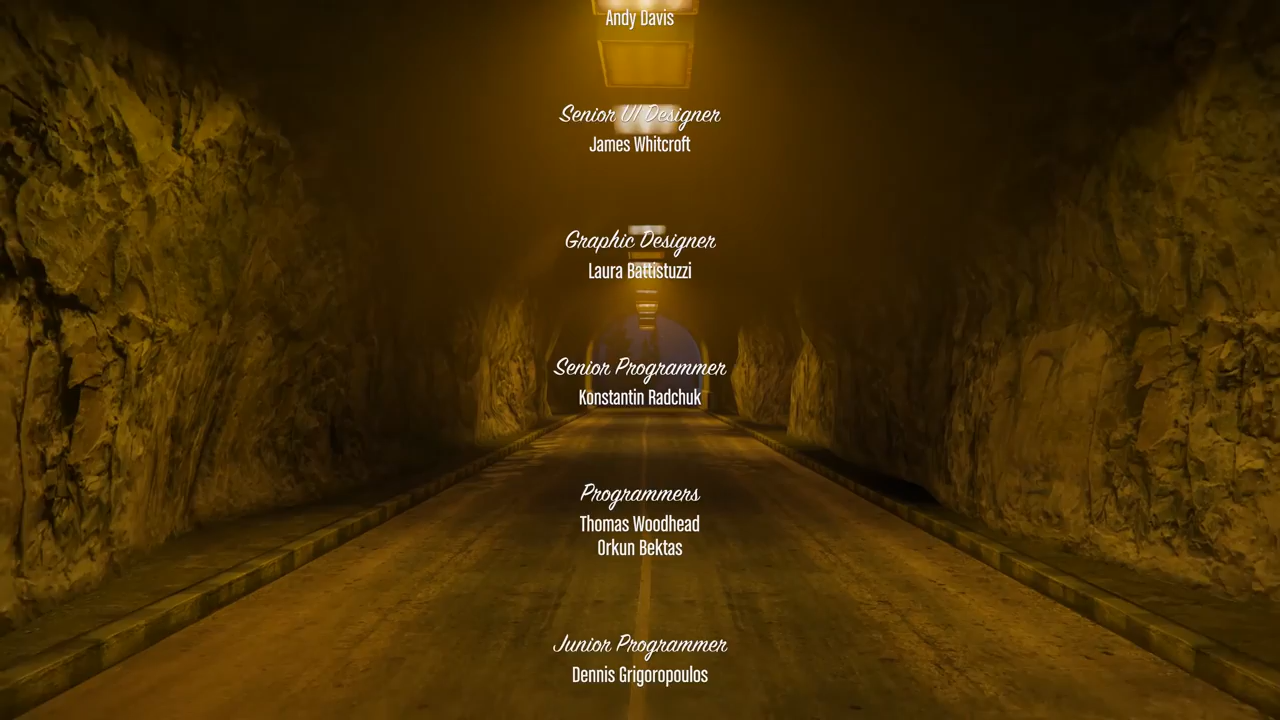 Andy Davis
Senior UI Designer
James Whitcroft
Graphic Designer
Laura Battistuzzi
Senior Programmer
Konstantin Radchuk
Programmers
Thomas Woodhead
Orkun Bektas
Junior Programmer
Dennis Grigoropoulos